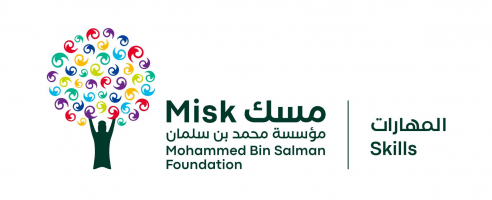 Misk مسك
مؤسسة محمد بن سلمان
Mohammed Bin Salman
Foundation
المهارات
Skills